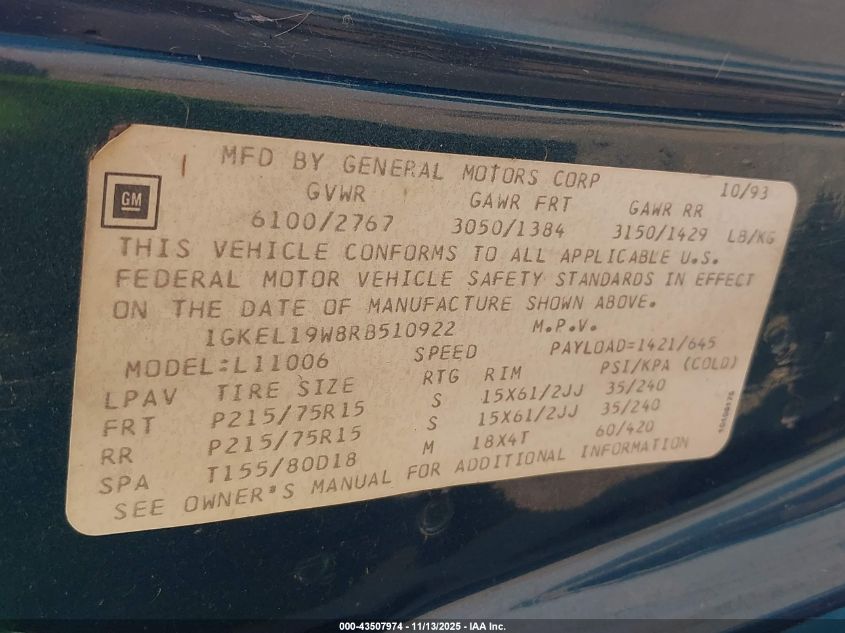 MFD BY GENERAL MOTORS CORP 10/93
GM
GVWR GAWR FRT GAWR RR
6100/2767 3050/1384 3150/1429 LB/KG
THIS VEHICLE CONFORMS TO ALL APPLICABLE U.S.
FEDERAL MOTOR VEHICLE SAFETY STANDARDS IN EFFECT
ON THE DATE OF MANUFACTURE SHOWN ABOVE.
1GKEL19W8RB510922 M.P.V.
MODEL:L11006 SPEED PAYLOAD=1421/645
LPAV TIRE SIZE RTG RIM PSI/KPA (COLD)
FRT P215/75R15 S 15X61/2JJ 35/240
RR P215/75R15 S 15X61/2JJ 35/240
SPA T155/80D18 M 18X4T 60/420
SEE OWNER'S MANUAL FOR ADDITIONAL INFORMATION
000-43507974 - 11/13/2025 - IAA Inc.